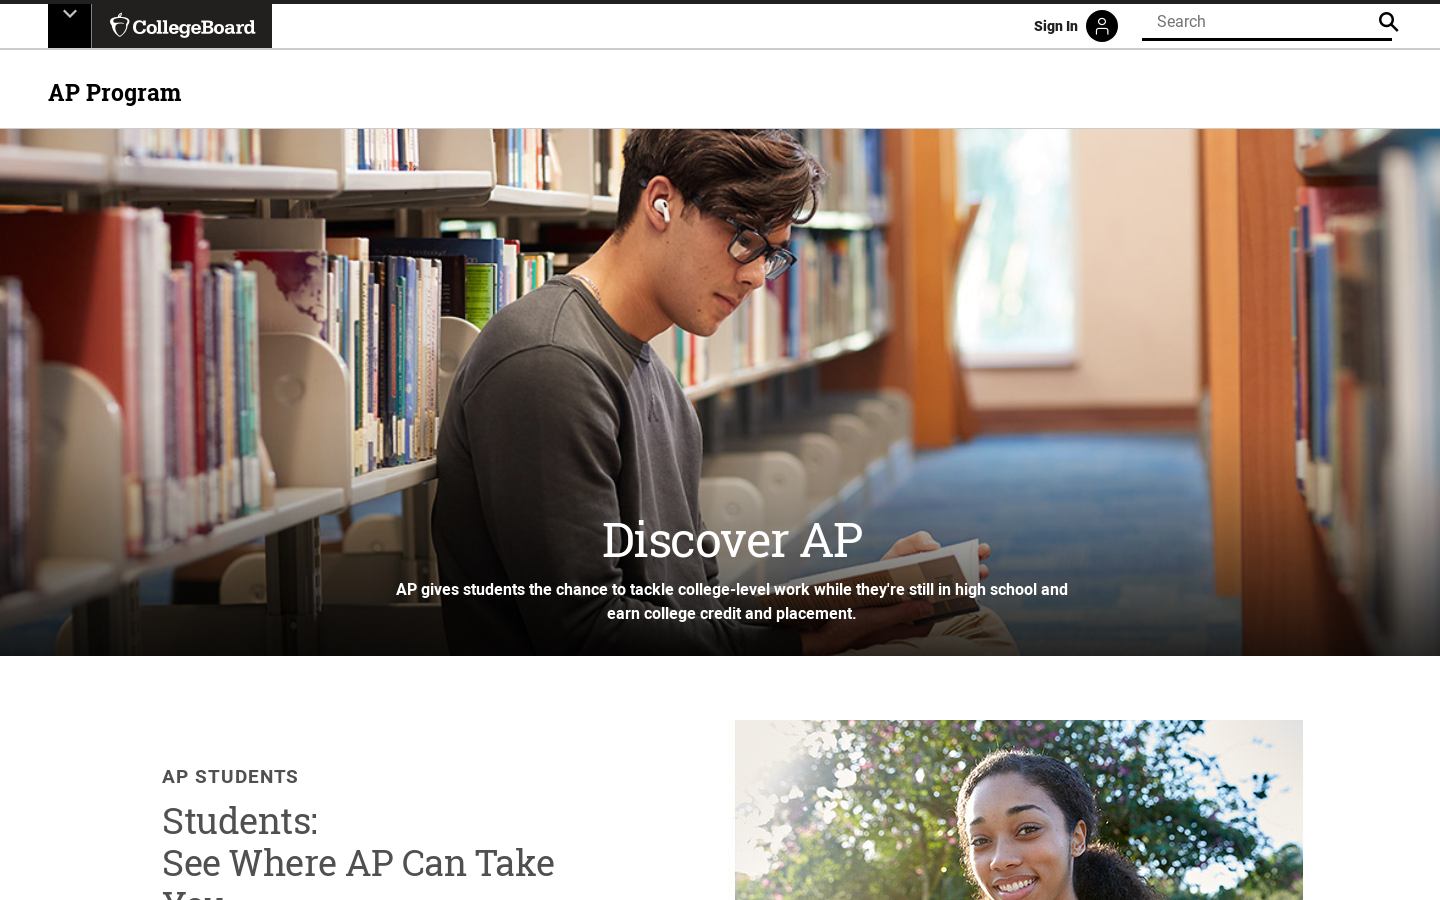 CollegeBoard
Sign In
Search
AP Program
Discover AP
AP gives students the chance to tackle college-level work while they're still in high school and
earn college credit and placement.
AP STUDENTS
Students:
See Where AP Can Take
You